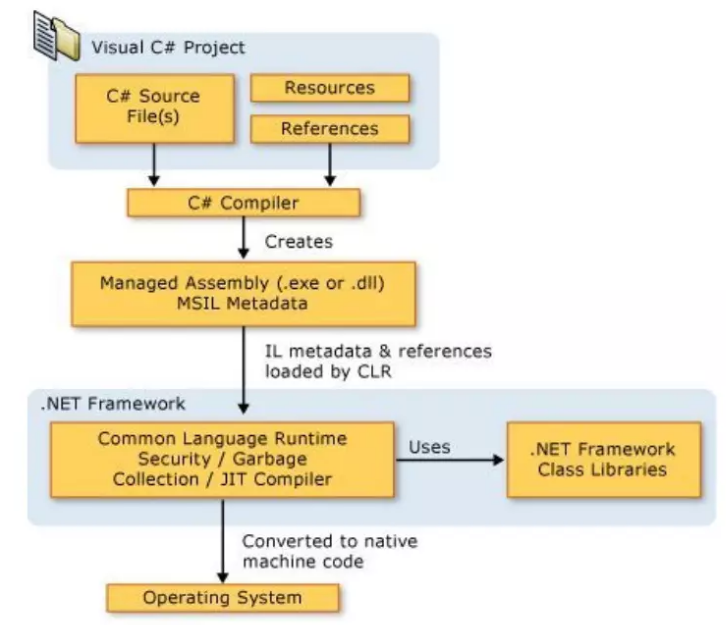 Visual C# Project
C# Source
File(s)
Resources
References
C# Compiler
Creates
Managed Assembly (.exe or .dll)
MSIL Metadata
IL metadata & references
loaded by CLR
.NET Framework
Common Language Runtime
Security / Garbage
Collection / JIT Compiler
Uses
.NET Framework
Class Libraries
Converted to native
machine code
Operating System